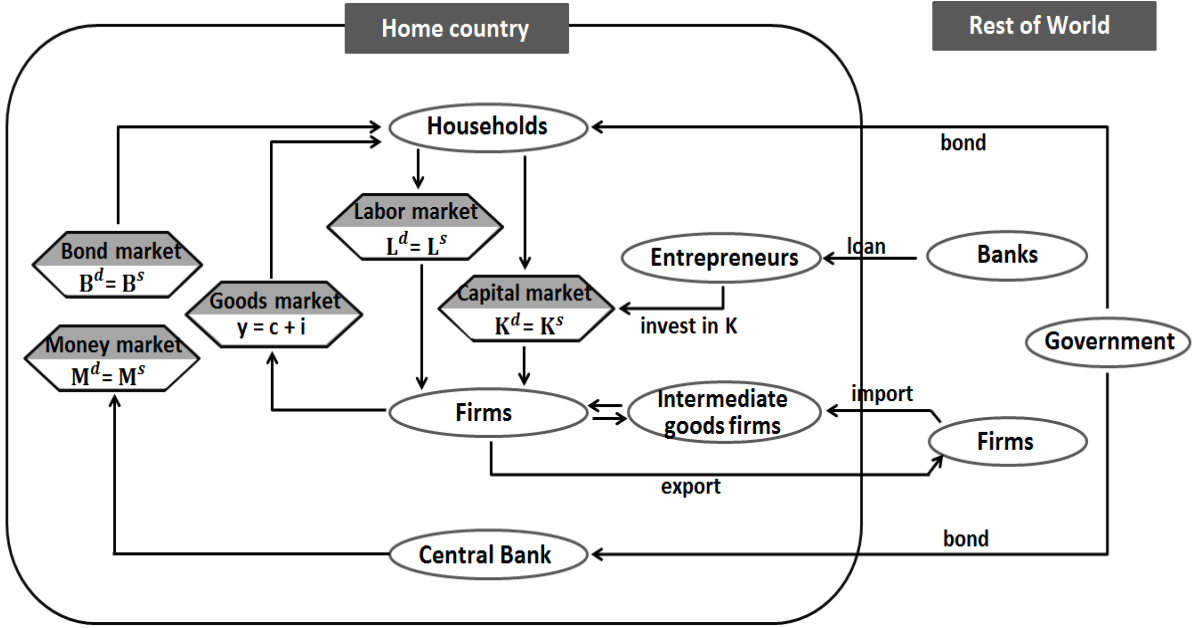 Home country
Rest of World
Households
bond
Labor market
L^d = L^s
Bond market
B^d = B^s
Entrepreneurs
loan
Banks
Goods market
y = c + i
Capital market
K^d = K^s
invest in K
Money market
M^d = M^s
Government
Firms
Intermediate
goods firms
import
Firms
export
Central Bank
bond